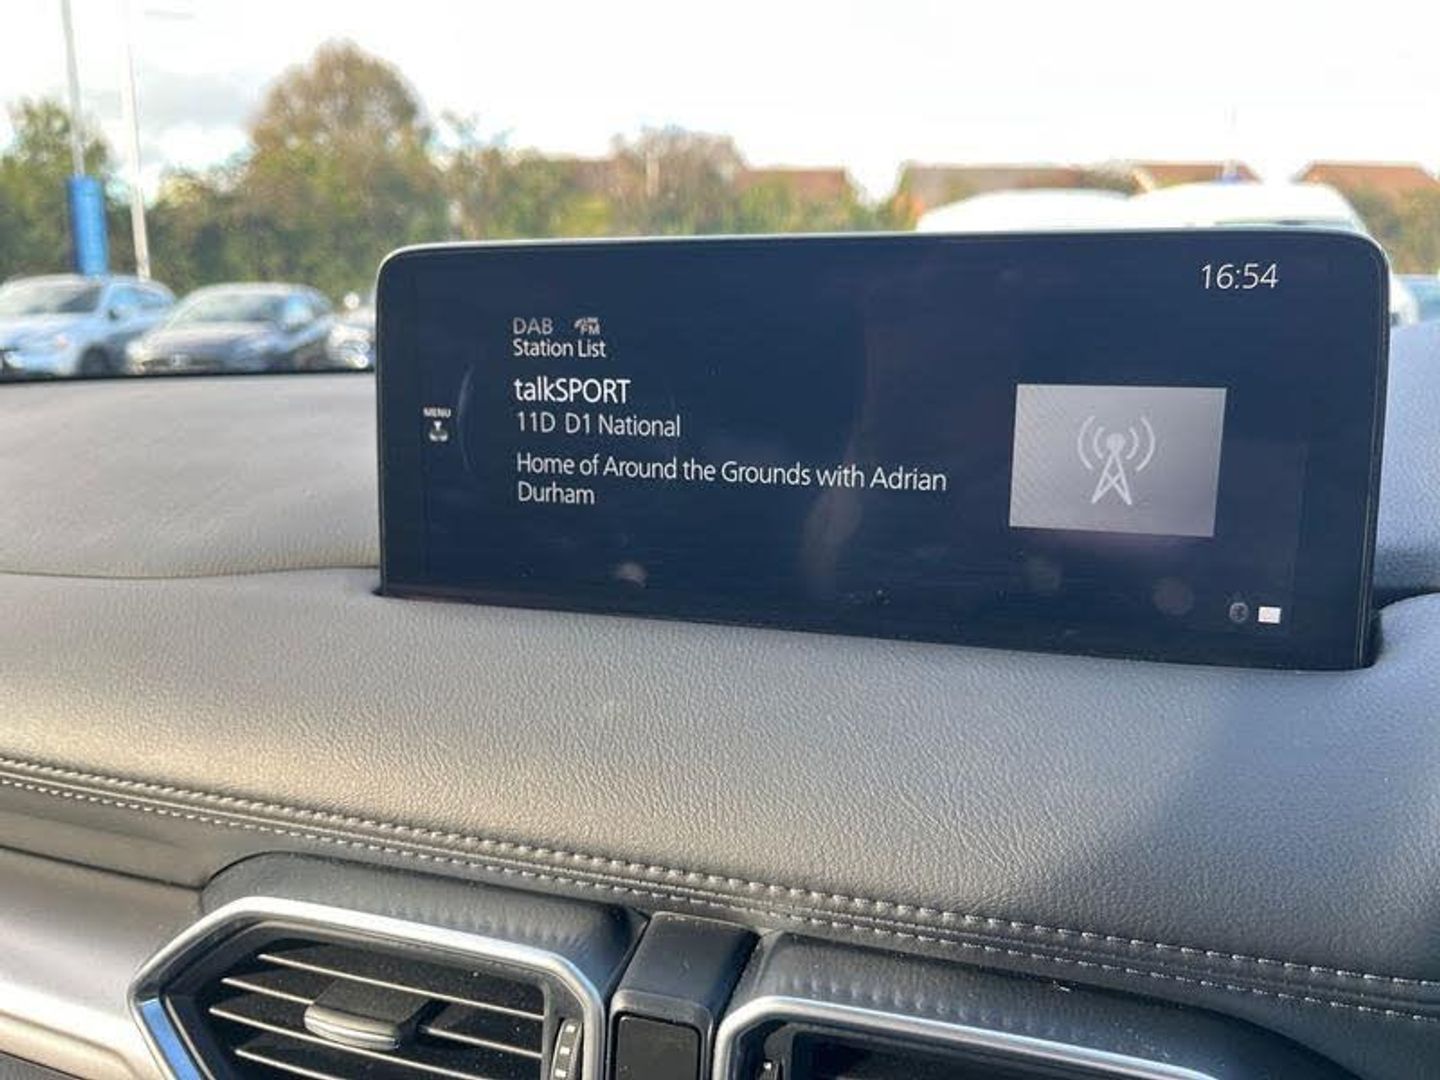 16:54
DAB FM
Station List
talkSPORT
MENU
11D D1 National
Home of Around the Grounds with Adrian
Durham